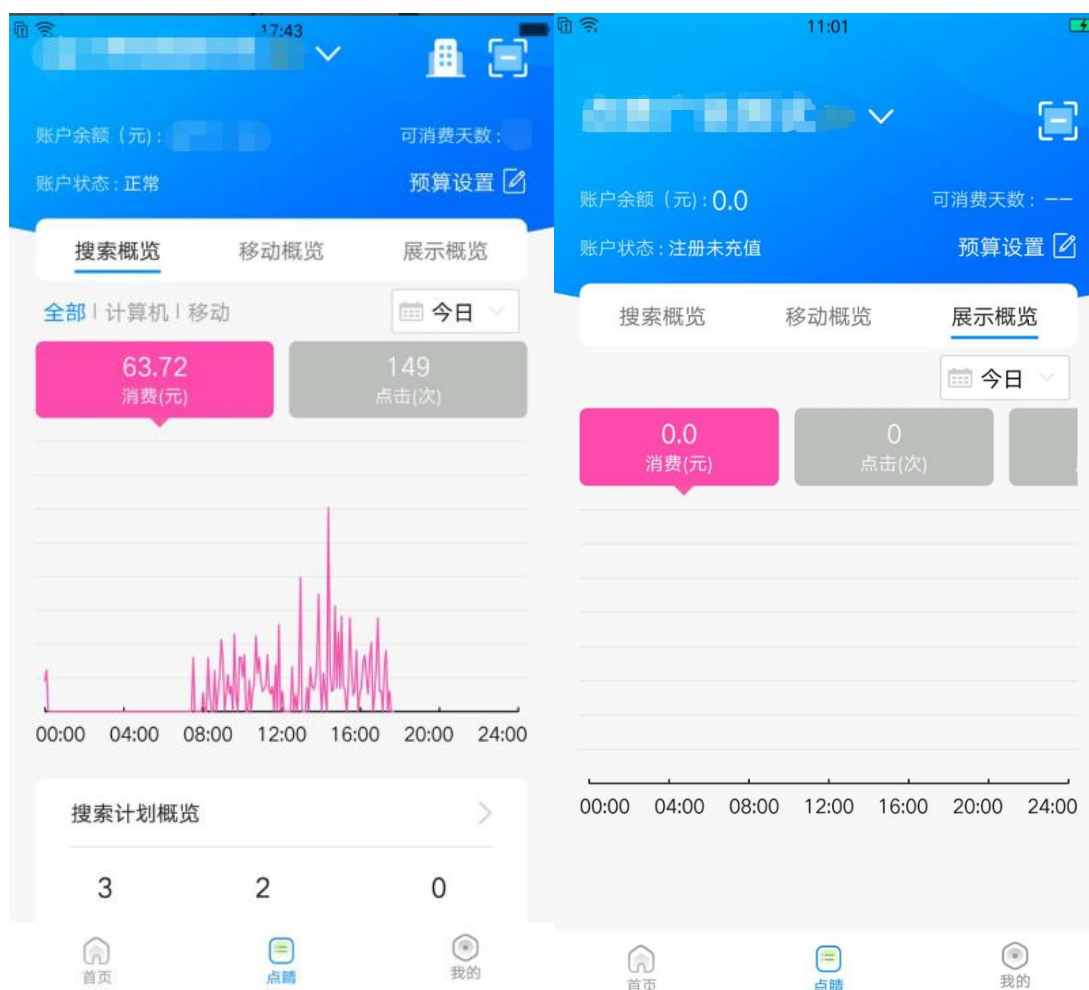 17:43
账户余额（元）:
可消费天数 :
账户状态 : 正常
预算设置
搜索概览
移动概览
展示概览
全部 | 计算机 | 移动
今日
63.72
消费(元)
149
点击(次)
00:00 04:00 08:00 12:00 16:00 20:00 24:00
搜索计划概览
3 2 0
首页
点睛
我的
11:01
账户余额（元）: 0.0
可消费天数 : --
账户状态 : 注册未充值
预算设置
搜索概览
移动概览
展示概览
今日
0.0
消费(元)
0
点击(次)
00:00 04:00 08:00 12:00 16:00 20:00 24:00
首页
点睛
我的